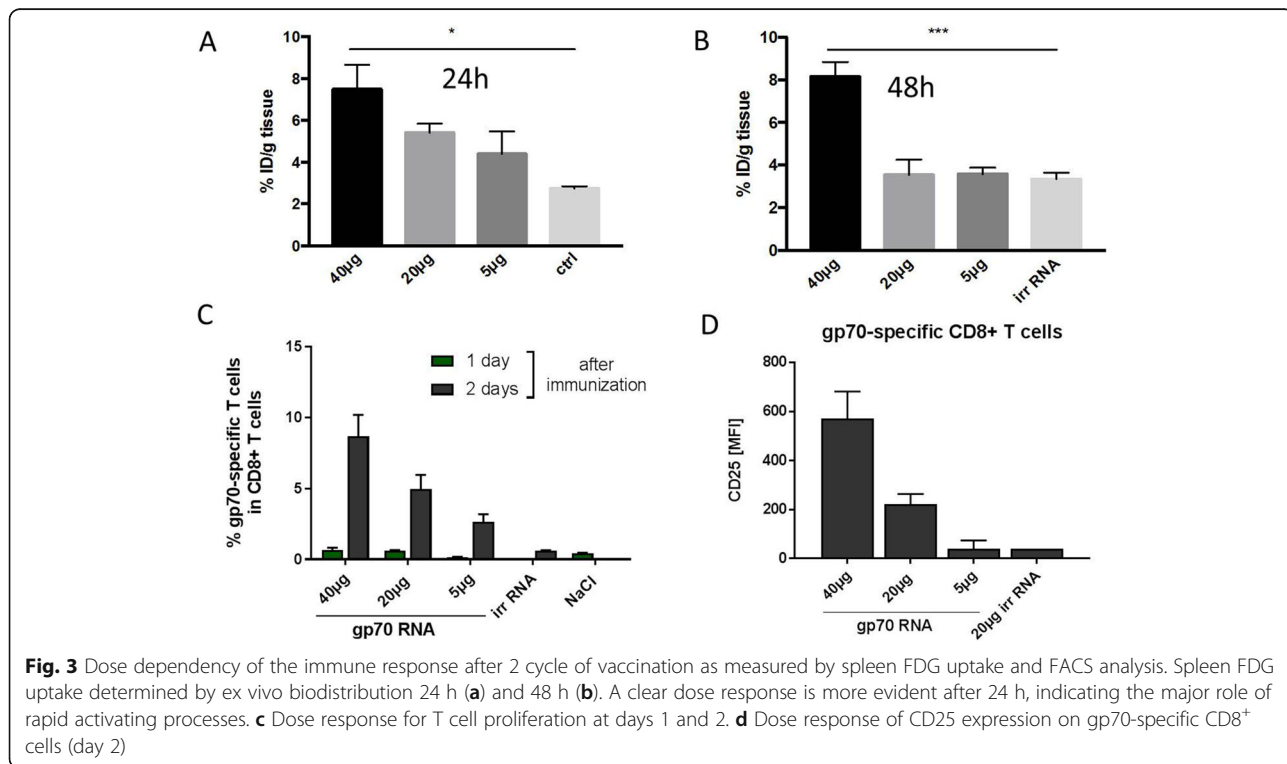 A
% ID/g tissue
10
8
6
4
2
0
*
24h
40µg
20µg
5µg
ctrl
B
% ID/g tissue
10
8
6
4
2
0
***
48h
40µg
20µg
5µg
irr RNA
C
% gp70-specific T cells
in CD8+ T cells
15
10
5
0
1 day
2 days
after
immunization
40µg
20µg
5µg
irr RNA
NaCl
gp70 RNA
D
gp70-specific CD8+ T cells
CD25 [MFI]
800
600
400
200
0
40µg
20µg
5µg
20µg irr RNA
gp70 RNA
Fig. 3 Dose dependency of the immune response after 2 cycle of vaccination as measured by spleen FDG uptake and FACS analysis. Spleen FDG
uptake determined by ex vivo biodistribution 24 h (a) and 48 h (b). A clear dose response is more evident after 24 h, indicating the major role of
rapid activating processes. c Dose response for T cell proliferation at days 1 and 2. d Dose response of CD25 expression on gp70-specific CD8+
cells (day 2)